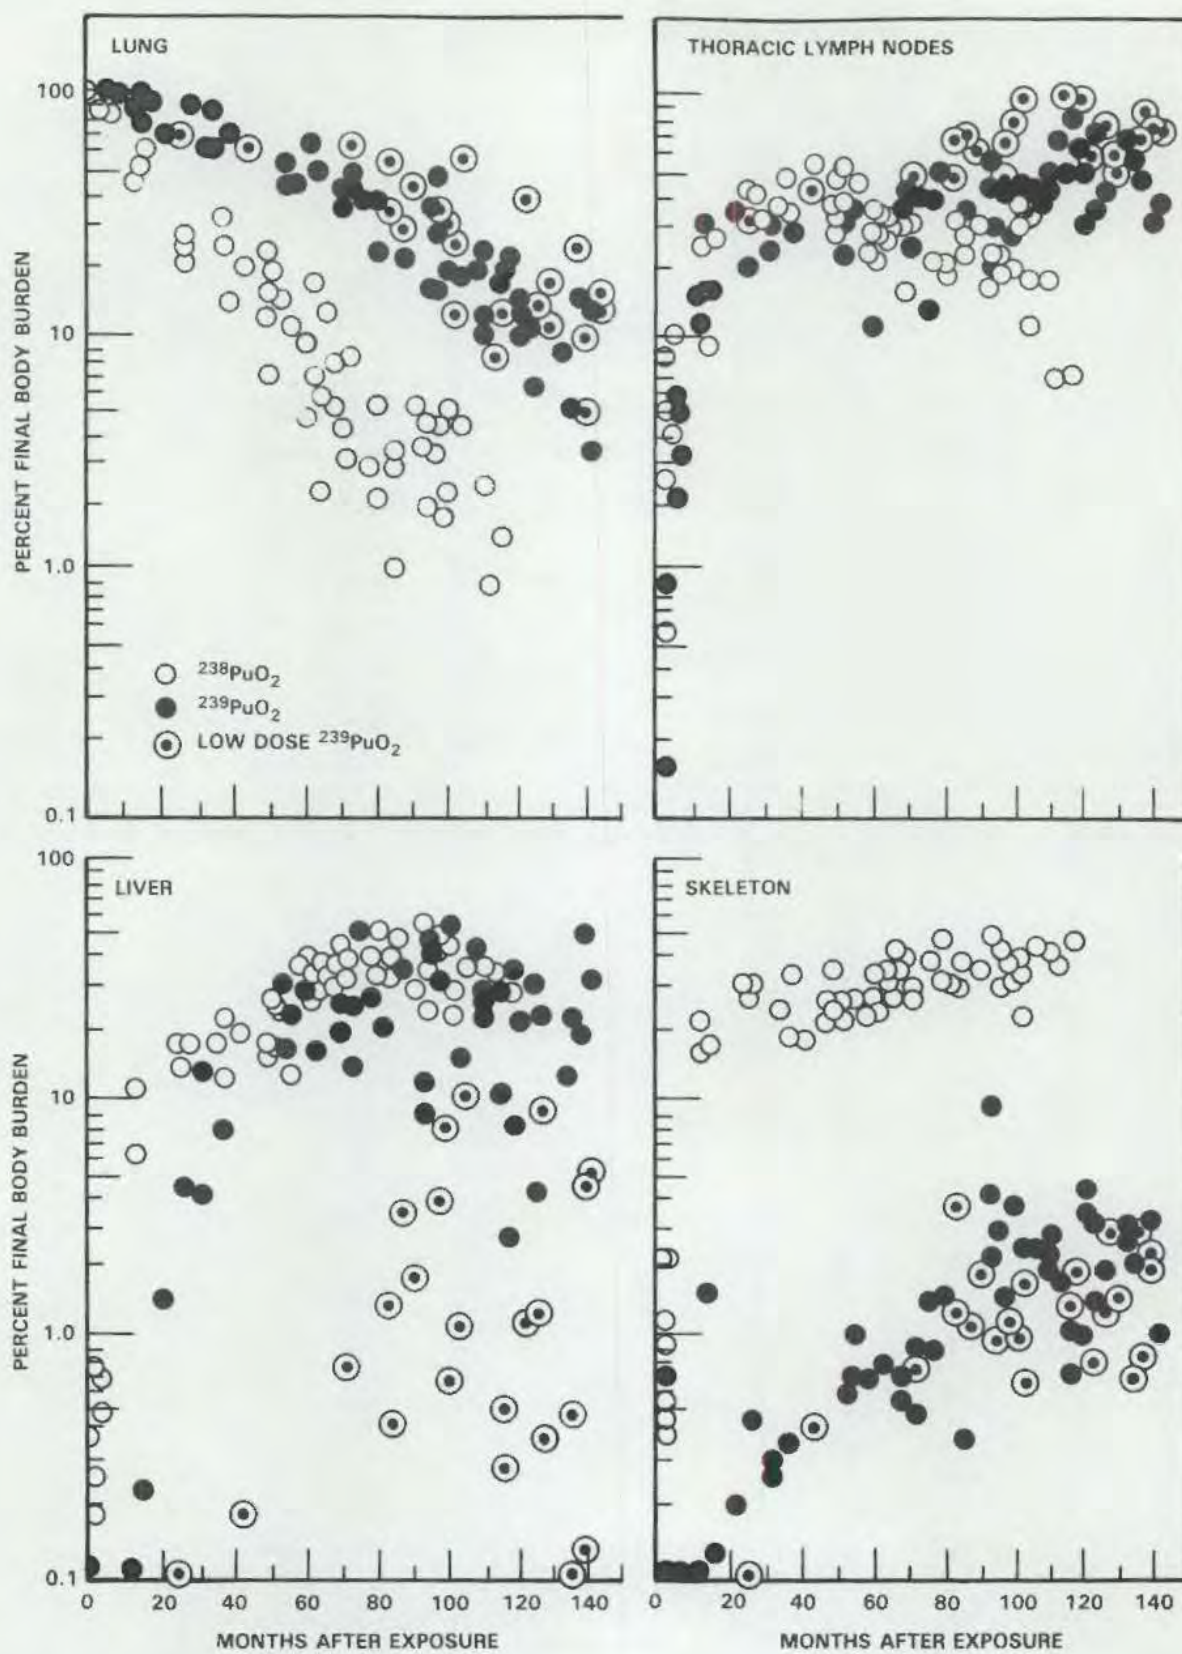 LUNG
THORACIC LYMPH NODES
100
10
1.0
0.1
PERCENT FINAL BODY BURDEN
²³⁸PuO₂
²³⁹PuO₂
LOW DOSE ²³⁹PuO₂
LIVER
SKELETON
100
10
1.0
0.1
PERCENT FINAL BODY BURDEN
0 20 40 60 80 100 120 140
0 20 40 60 80 100 120 140
MONTHS AFTER EXPOSURE
MONTHS AFTER EXPOSURE